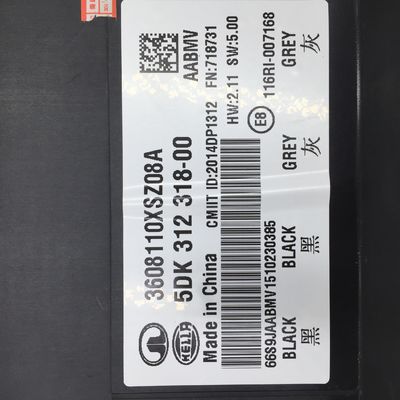 AABMV
3608110XSZ08A
5DK 312 318-00
Made in China CMIIT ID:2014DP1312 FN:718731
HW:2.11 SW:5.00
HELLA
66S9JAABMV1510230385
E8 116RI-007168
BLACK BLACK GREY GREY
黑 黑 灰 灰